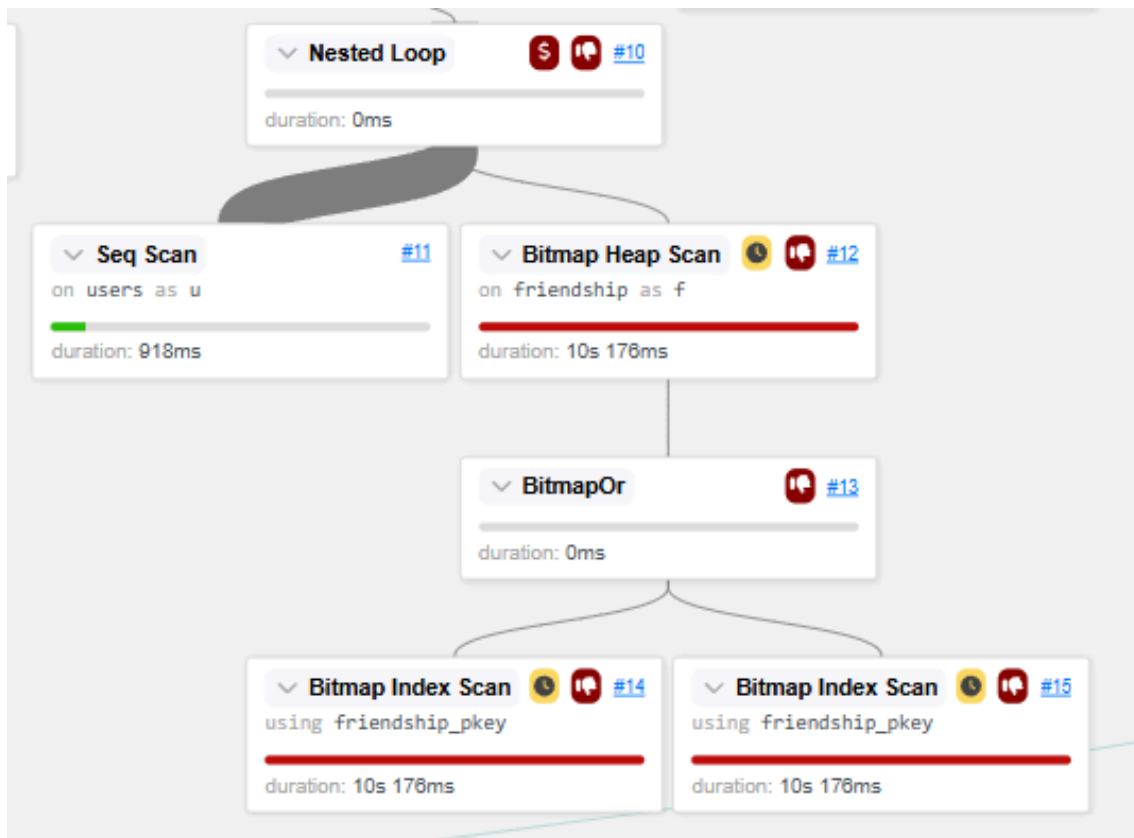 Nested Loop $ #10
duration: 0ms
Seq Scan #11
on users as u
duration: 918ms
Bitmap Heap Scan #12
on friendship as f
duration: 10s 176ms
BitmapOr #13
duration: 0ms
Bitmap Index Scan #14
using friendship_pkey
duration: 10s 176ms
Bitmap Index Scan #15
using friendship_pkey
duration: 10s 176ms